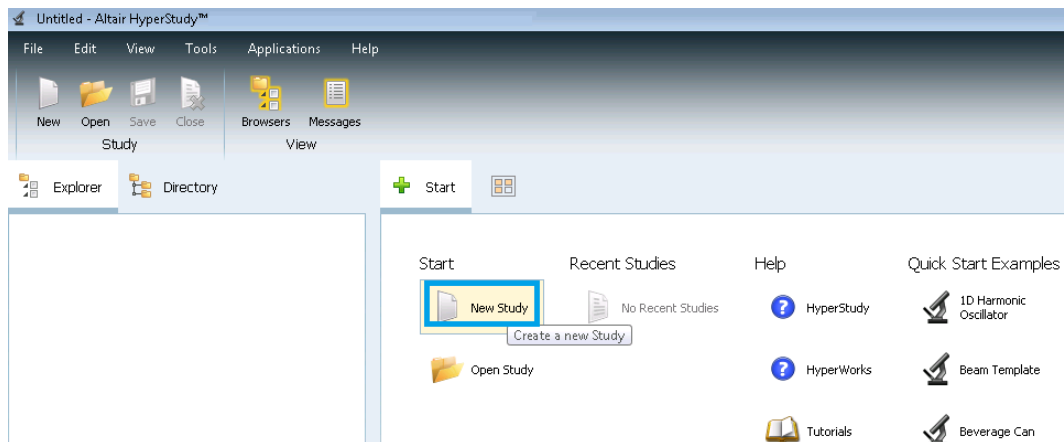 Untitled - Altair HyperStudy™
File Edit View Tools Applications Help
New Open Save Close Browsers Messages
Study View
Explorer Directory Start
Start Recent Studies Help Quick Start Examples
New Study No Recent Studies HyperStudy 1D Harmonic
Oscillator
Create a new Study
Open Study HyperWorks Beam Template
Tutorials Beverage Can